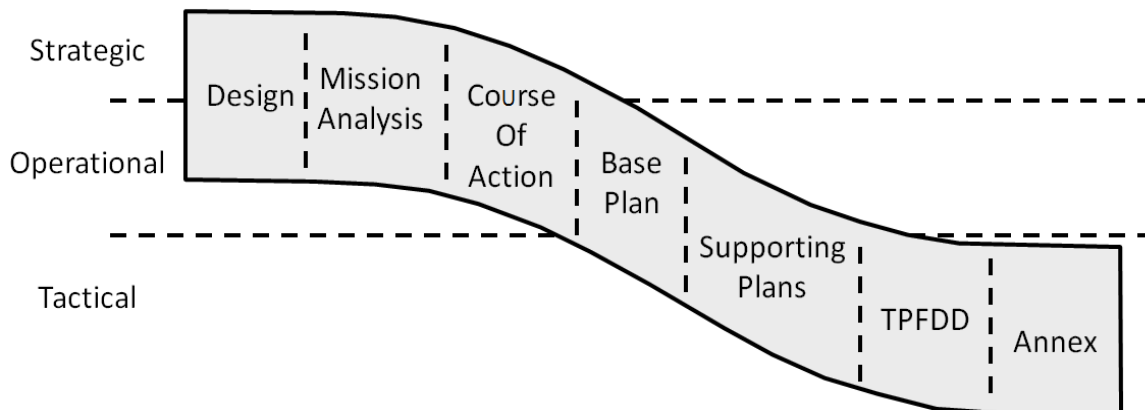 Strategic
Operational
Tactical
Design
Mission
Analysis
Course
Of
Action
Base
Plan
Supporting
Plans
TPFDD
Annex